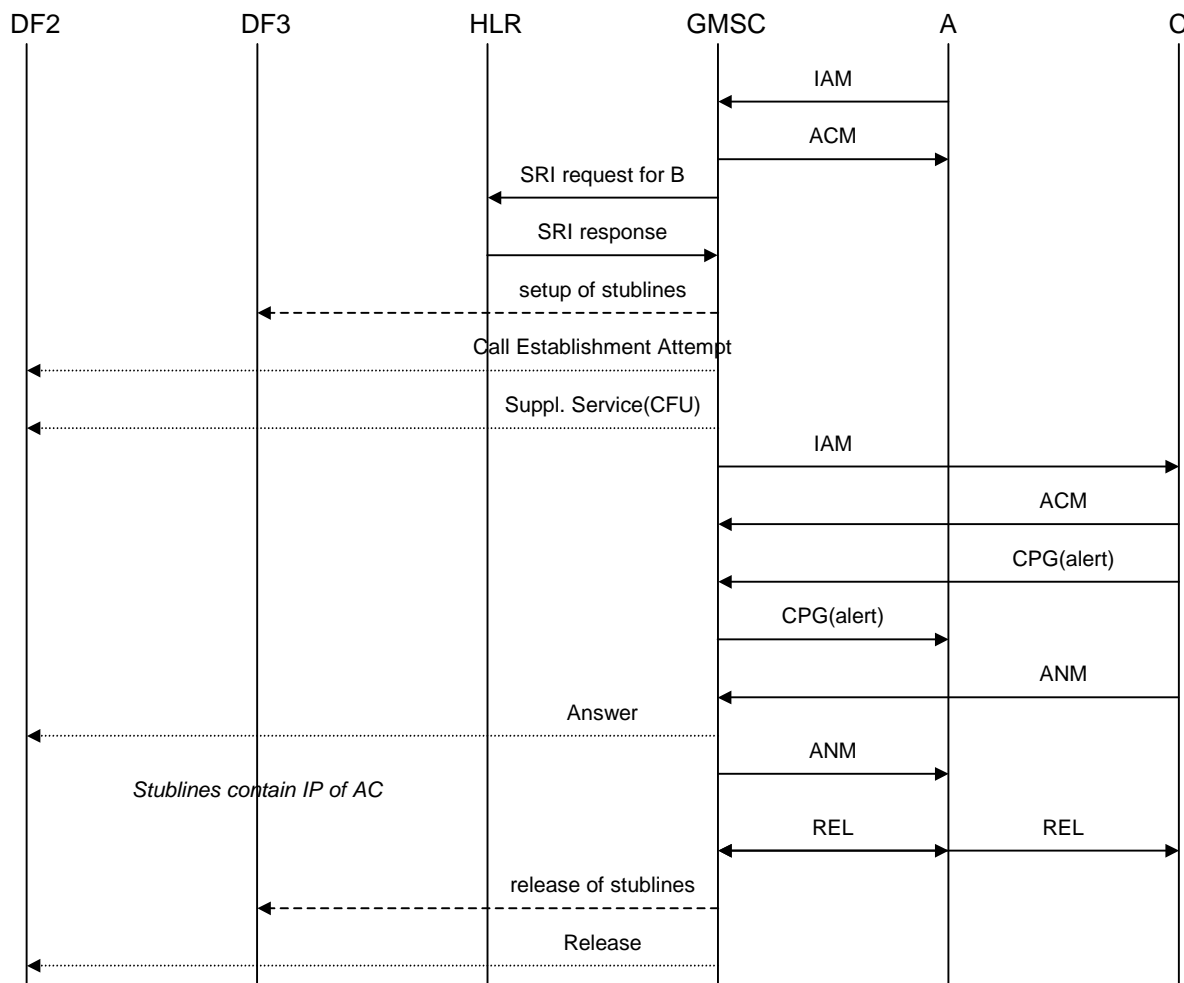 DF2 DF3 HLR GMSC A C
IAM
ACM
SRI request for B
SRI response
setup of stublines
Call Establishment Attempt
Suppl. Service(CFU)
IAM
ACM
CPG(alert)
CPG(alert)
ANM
Answer
ANM
Stublines contain IP of AC
REL REL
release of stublines
Release